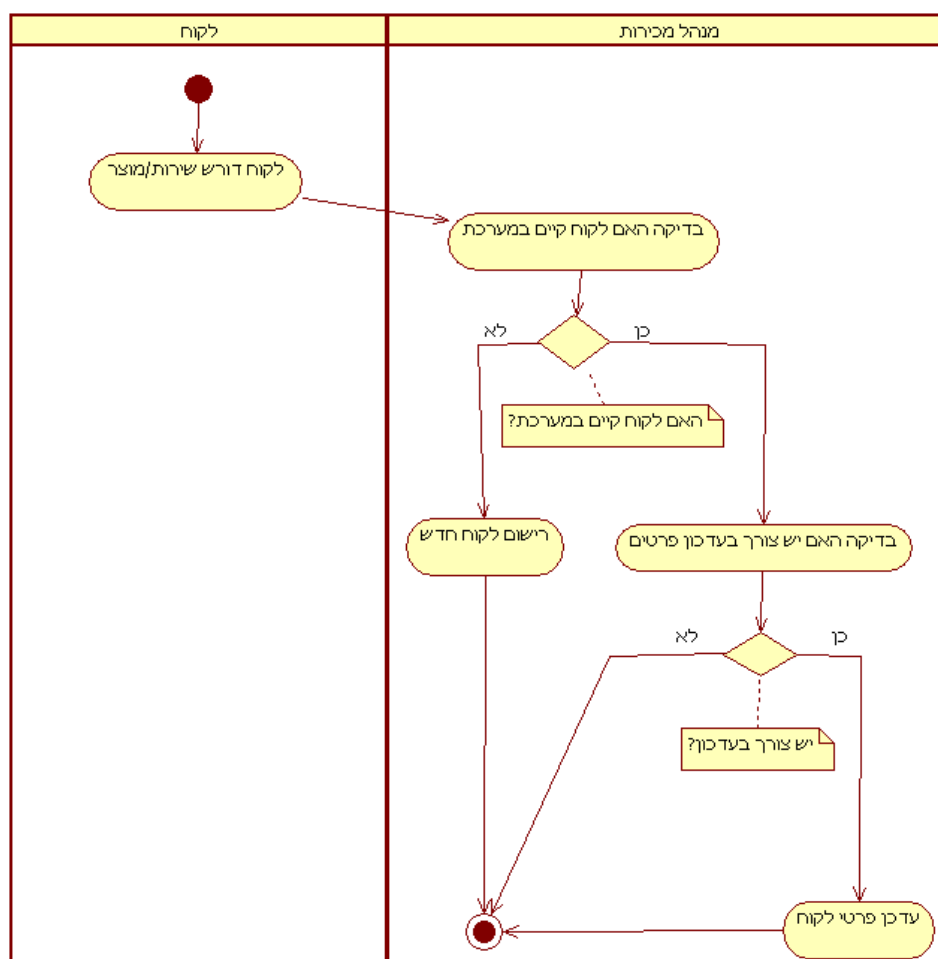 לקוח
מנהל מכירות
לקוח דורש שירות/מוצר
בדיקה האם לקוח קיים במערכת
לא
כן
האם לקוח קיים במערכת?
רישום לקוח חדש
בדיקה האם יש צורך בעדכון פרטים
לא
כן
יש צורך בעדכון?
עדכן פרטי לקוח